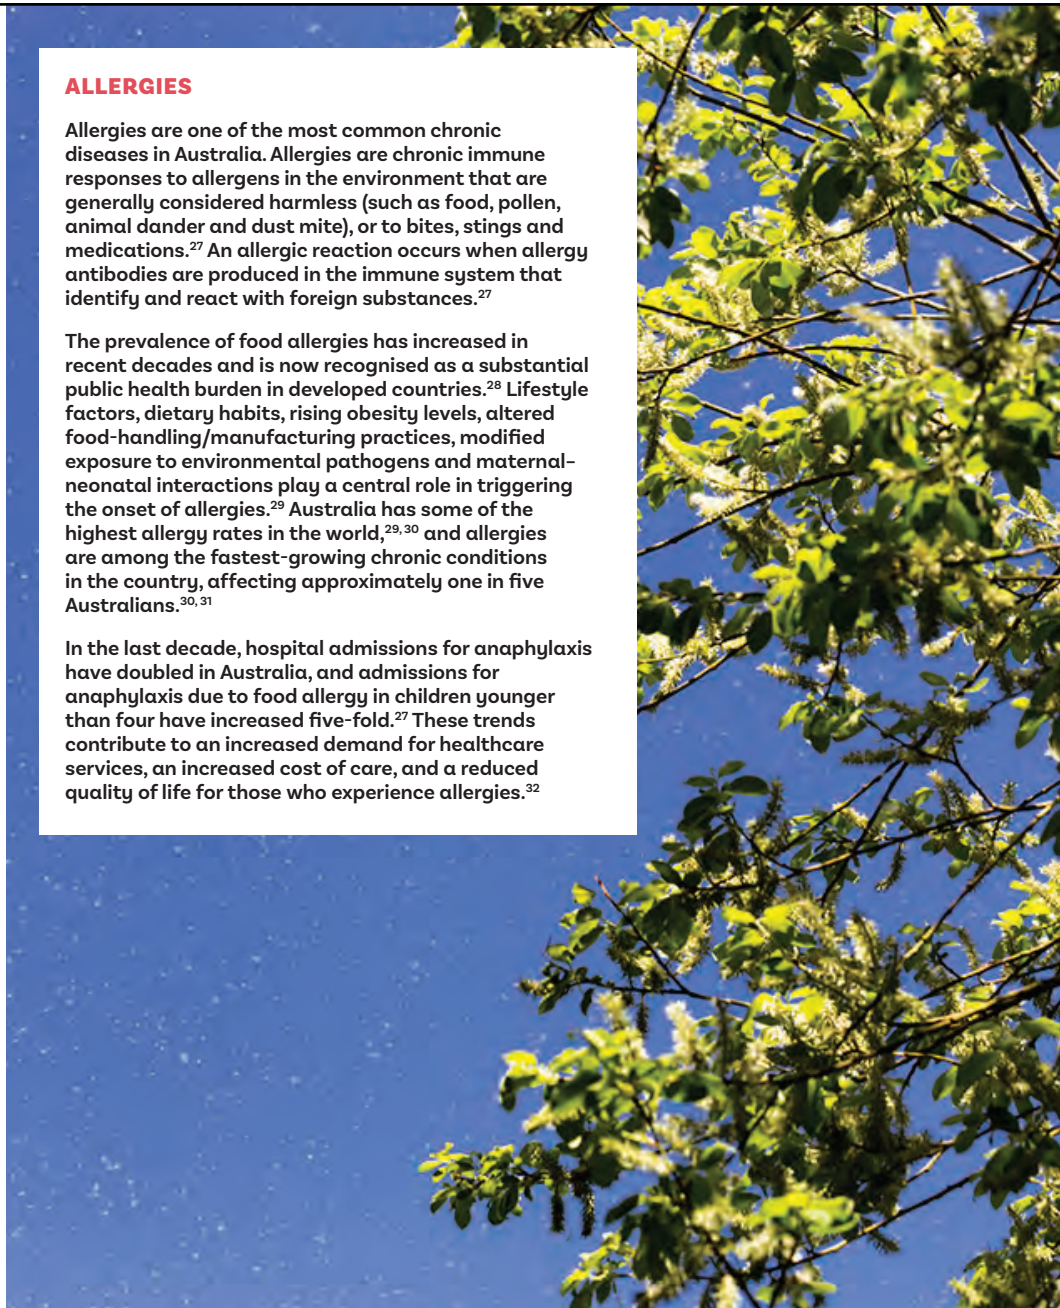 ALLERGIES
Allergies are one of the most common chronic
diseases in Australia. Allergies are chronic immune
responses to allergens in the environment that are
generally considered harmless (such as food, pollen,
animal dander and dust mite), or to bites, stings and
medications.²⁷ An allergic reaction occurs when allergy
antibodies are produced in the immune system that
identify and react with foreign substances.²⁷
The prevalence of food allergies has increased in
recent decades and is now recognised as a substantial
public health burden in developed countries.²⁸ Lifestyle
factors, dietary habits, rising obesity levels, altered
food-handling/manufacturing practices, modified
exposure to environmental pathogens and maternal–
neonatal interactions play a central role in triggering
the onset of allergies.²⁹ Australia has some of the
highest allergy rates in the world,²⁹,³⁰ and allergies
are among the fastest-growing chronic conditions
in the country, affecting approximately one in five
Australians.³⁰,³¹
In the last decade, hospital admissions for anaphylaxis
have doubled in Australia, and admissions for
anaphylaxis due to food allergy in children younger
than four have increased five-fold.²⁷ These trends
contribute to an increased demand for healthcare
services, an increased cost of care, and a reduced
quality of life for those who experience allergies.³²